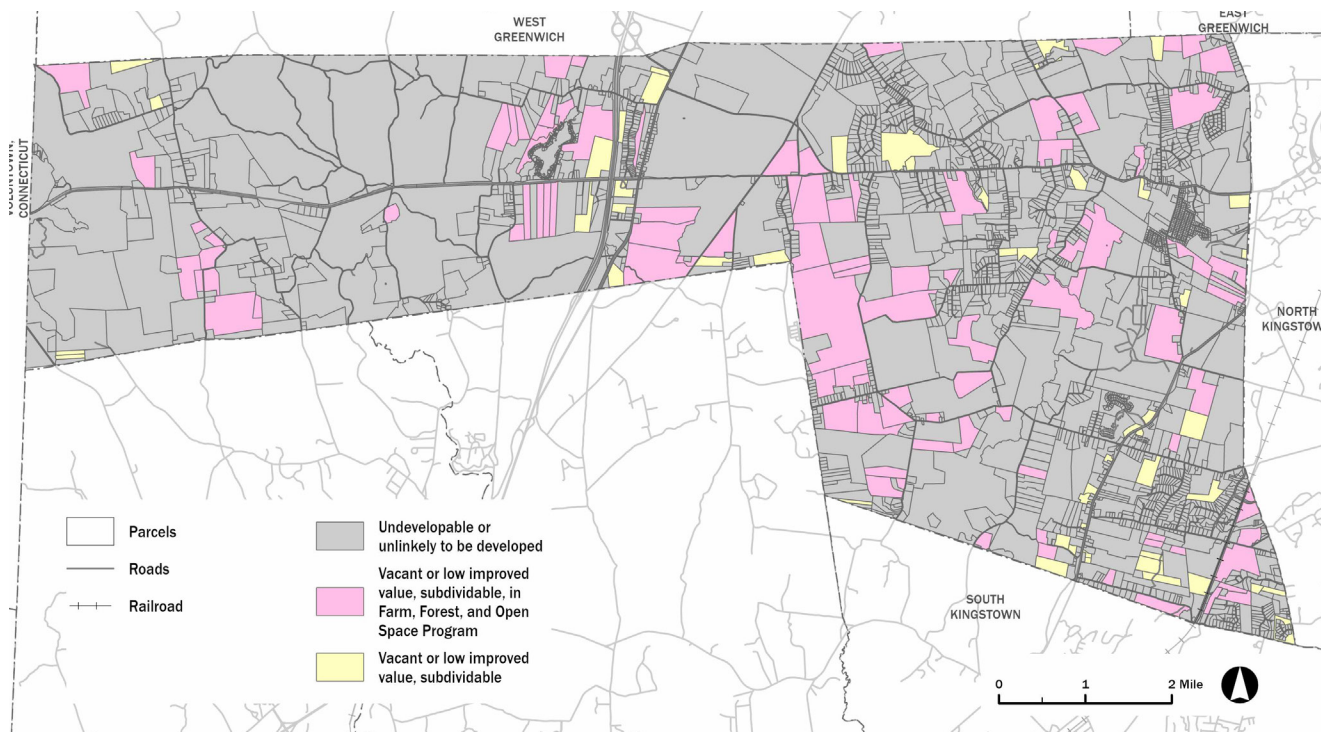 WEST
GREENWICH
EAST
GREENWICH
VOLUNTOWN,
CONNECTICUT
NORTH
KINGSTOW
SOUTH
KINGSTOWN
Parcels
Roads
Railroad
Undevelopable or
unlinkely to be developed
Vacant or low improved
value, subdividable, in
Farm, Forest, and Open
Space Program
Vacant or low improved
value, subdividable
0 1 2 Mile